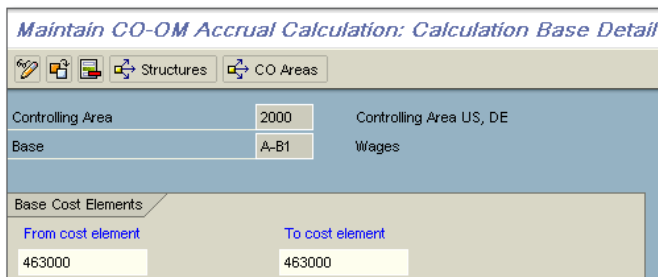 Maintain CO-OM Accrual Calculation: Calculation Base Detail
Structures CO Areas
Controlling Area 2000 Controlling Area US, DE
Base A-B1 Wages
Base Cost Elements
From cost element To cost element
463000 463000